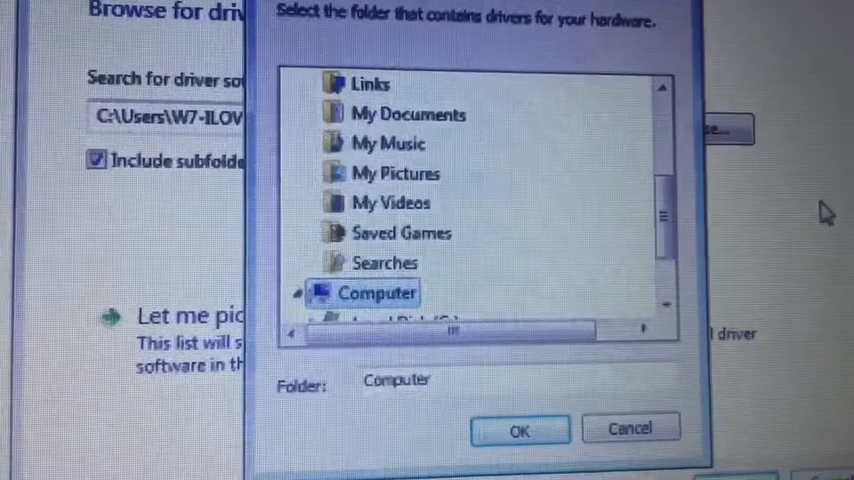 Browse for driv
Select the folder that contains drivers for your hardware.
Search for driver so
C:\Users\W7-ILOV
Include subfolde
Links
My Documents
My Music
My Pictures
My Videos
Saved Games
Searches
Computer
Let me pic
This list will s
software in th
l driver
Folder:
Computer
OK
Cancel